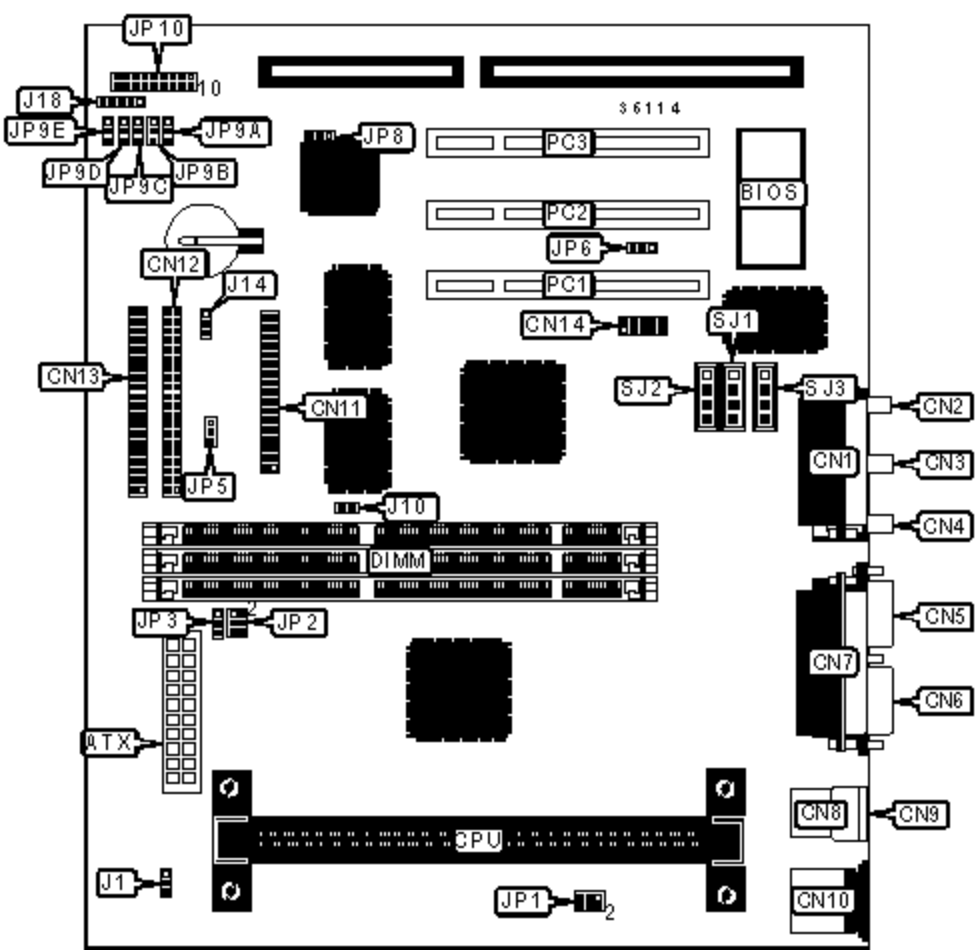 JP10
10
J18
36114
JP9E
JP9A
JP8
PC3
JP9D
JP9B
JP9C
BIOS
PC2
JP6
CN12
J14
PC1
CN14
SJ1
CN13
SJ2
SJ3
CN2
CN11
CN1
CN3
JP5
J10
CN4
DIMM
2
JP3
JP2
CN5
CN7
CN6
ATX
CN8
CN9
CPU
J1
JP1
2
CN10